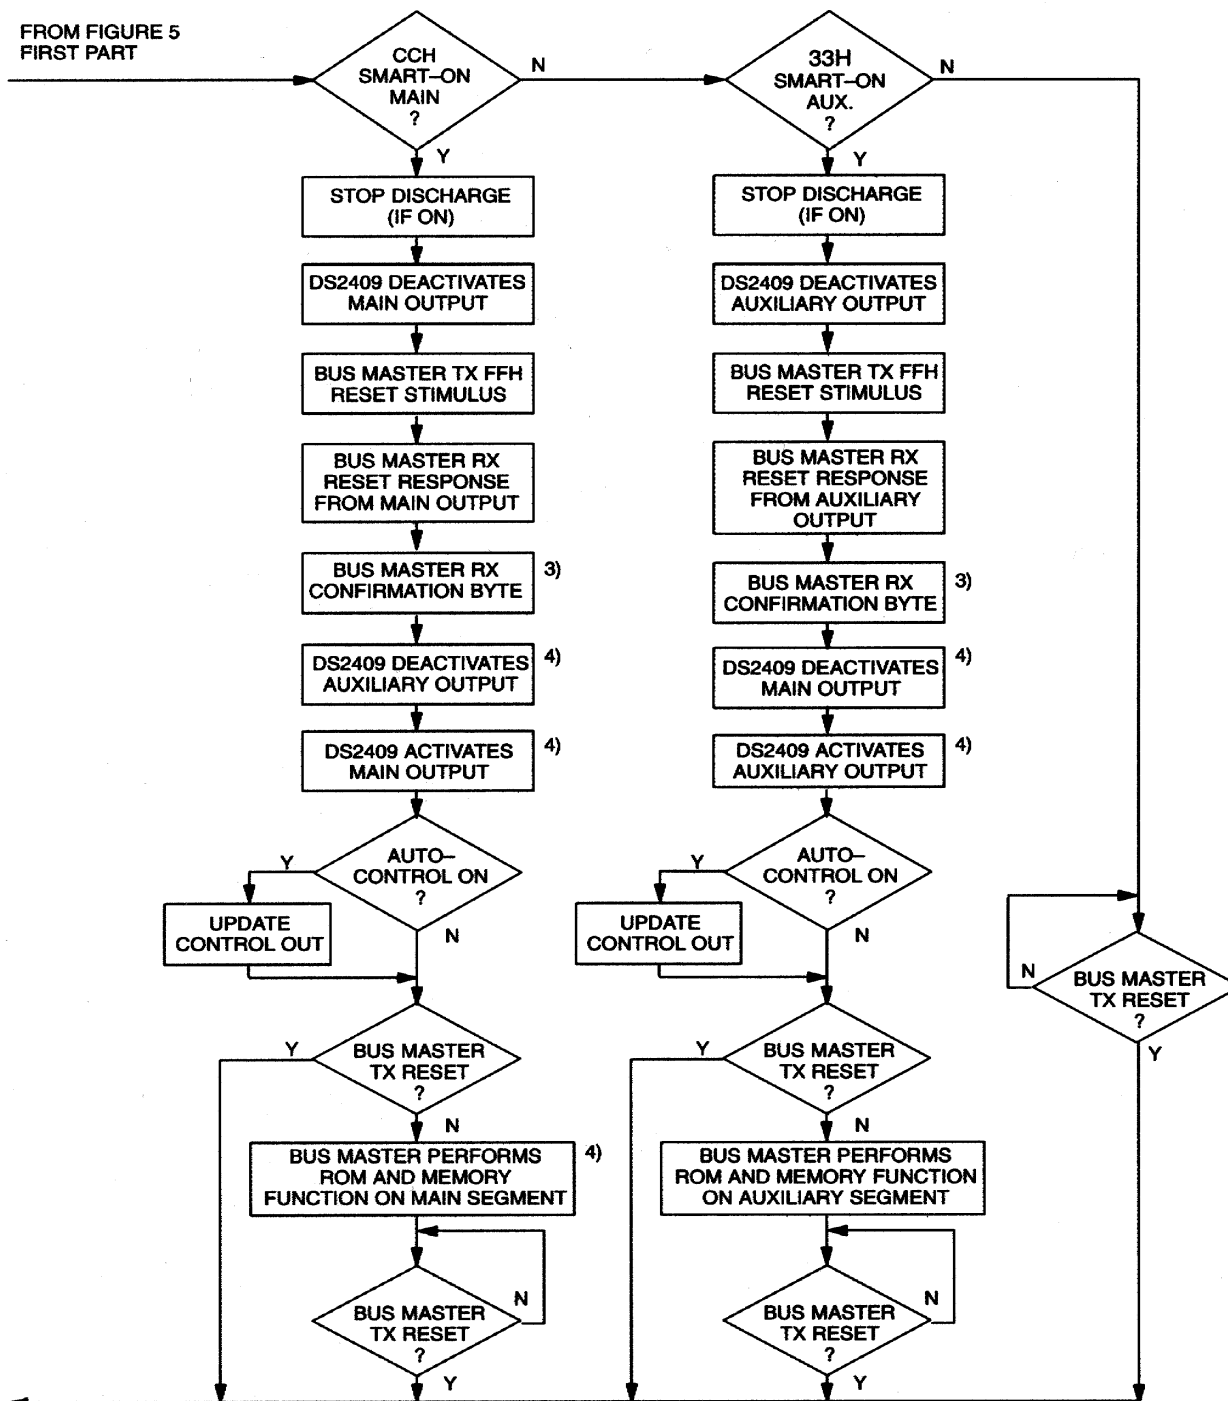 FROM FIGURE 5
FIRST PART
CCH
SMART–ON
MAIN
?
N
Y
STOP DISCHARGE
(IF ON)
DS2409 DEACTIVATES
MAIN OUTPUT
BUS MASTER TX FFH
RESET STIMULUS
BUS MASTER RX
RESET RESPONSE
FROM MAIN OUTPUT
BUS MASTER RX
CONFIRMATION BYTE
3)
DS2409 DEACTIVATES
AUXILIARY OUTPUT
4)
DS2409 ACTIVATES
MAIN OUTPUT
4)
AUTO–
CONTROL ON
?
Y
N
UPDATE
CONTROL OUT
BUS MASTER
TX RESET
?
Y
N
BUS MASTER PERFORMS
ROM AND MEMORY
FUNCTION ON MAIN SEGMENT
4)
BUS MASTER
TX RESET
?
N
Y
33H
SMART–ON
AUX.
?
N
Y
STOP DISCHARGE
(IF ON)
DS2409 DEACTIVATES
AUXILIARY OUTPUT
BUS MASTER TX FFH
RESET STIMULUS
BUS MASTER RX
RESET RESPONSE
FROM AUXILIARY
OUTPUT
BUS MASTER RX
CONFIRMATION BYTE
3)
DS2409 DEACTIVATES
MAIN OUTPUT
4)
DS2409 ACTIVATES
AUXILIARY OUTPUT
4)
AUTO–
CONTROL ON
?
Y
N
UPDATE
CONTROL OUT
BUS MASTER
TX RESET
?
Y
N
BUS MASTER PERFORMS
ROM AND MEMORY FUNCTION
ON AUXILIARY SEGMENT
BUS MASTER
TX RESET
?
N
Y
BUS MASTER
TX RESET
?
N
Y